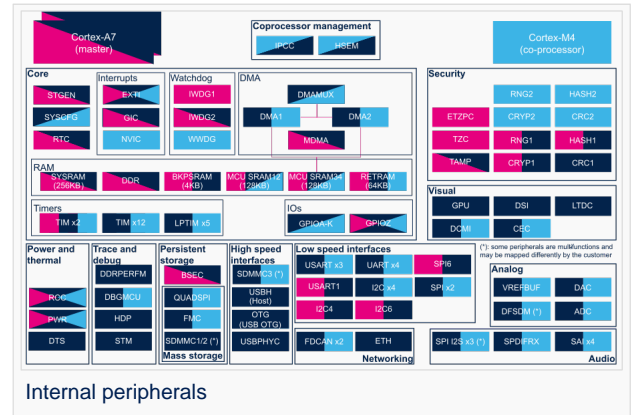 Cortex-A7
(master)
Coprocessor management
IPCC
HSEM
Cortex-M4
(co-processor)
Core
STGEN
SYSCFG
RTC
Interrupts
EXTI
GIC
NVIC
Watchdog
IWDG1
IWDG2
WWDG
DMA
DMAMUX
DMA1
DMA2
MDMA
Security
RNG2
HASH2
ETZPC
CRYP2
CRC2
TZC
RNG1
HASH1
TAMP
CRYP1
CRC1
RAM
SYSRAM
(256KB)
DDR
BKPSRAM
(4KB)
MCU SRAM12
(128KB)
MCU SRAM34
(128KB)
RETRAM
(64KB)
Timers
TIM x2
TIM x12
LPTIM x5
IOs
GPIOA-K
GPIOZ
Visual
GPU
DSI
LTDC
DCMI
CEC
(*): some peripherals are multifunctions and
may be mapped differently by the customer
Power and
thermal
RCC
PWR
DTS
Trace and
debug
DDRPERFM
DBGMCU
HDP
STM
Persistent
storage
BSEC
QUADSPI
FMC
SDMMC1/2 (*)
Mass storage
High speed
interfaces
SDMMC3 (*)
USBH
(Host)
OTG
(USB OTG)
USBPHYC
Low speed interfaces
USART x3
UART x4
SPI6
USART1
I2C x4
SPI x2
I2C4
I2C6
FDCAN x2
ETH
Networking
Analog
VREFBUF
DAC
DFSDM (*)
ADC
SPI I2S x3 (*)
SPDIFRX
SAI x4
Audio
Internal peripherals